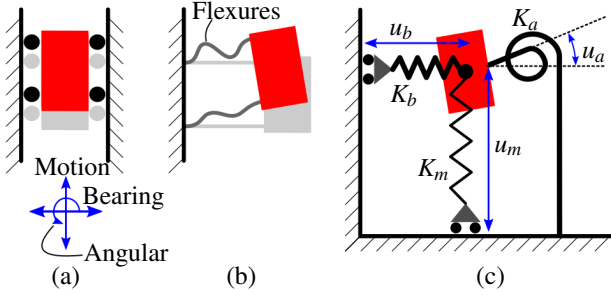 Motion
Bearing
Angular
(a)
Flexures
(b)
u_b
K_a
u_a
K_b
u_m
K_m
(c)